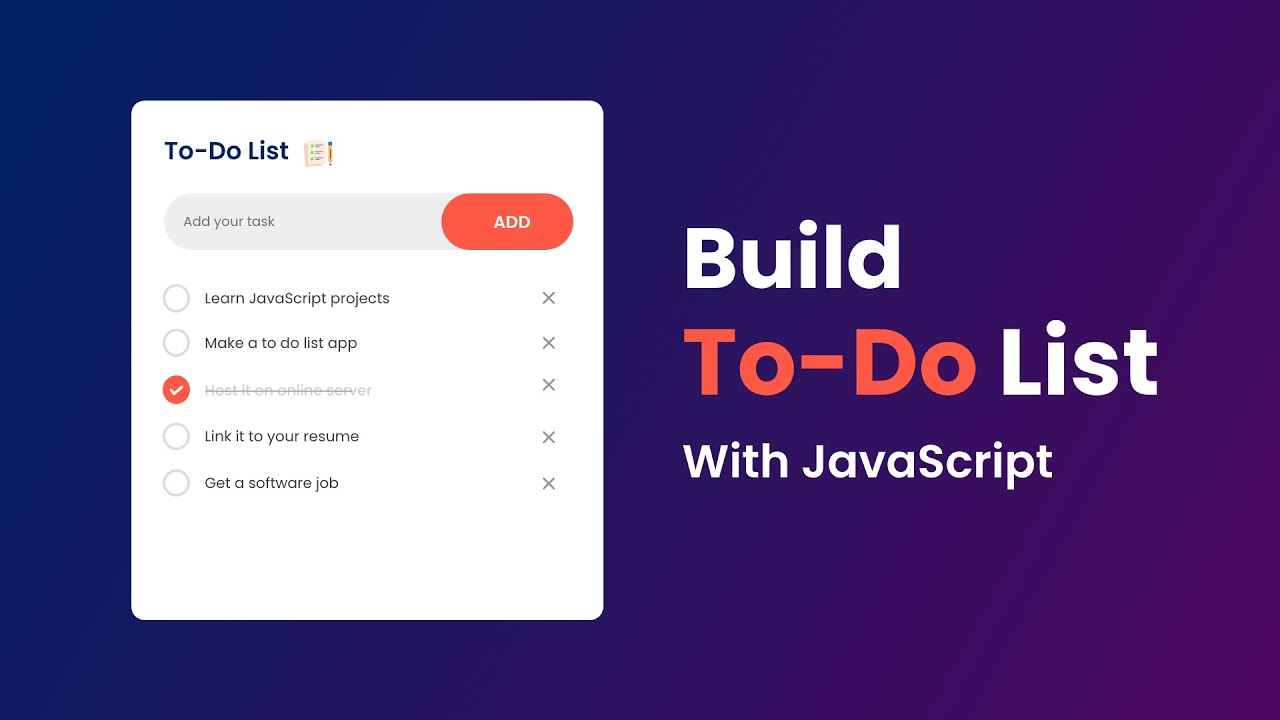 To-Do List
Add your task
ADD
Learn JavaScript projects
Make a to do list app
Host it on online server
Link it to your resume
Get a software job
Build
To-Do List
With JavaScript